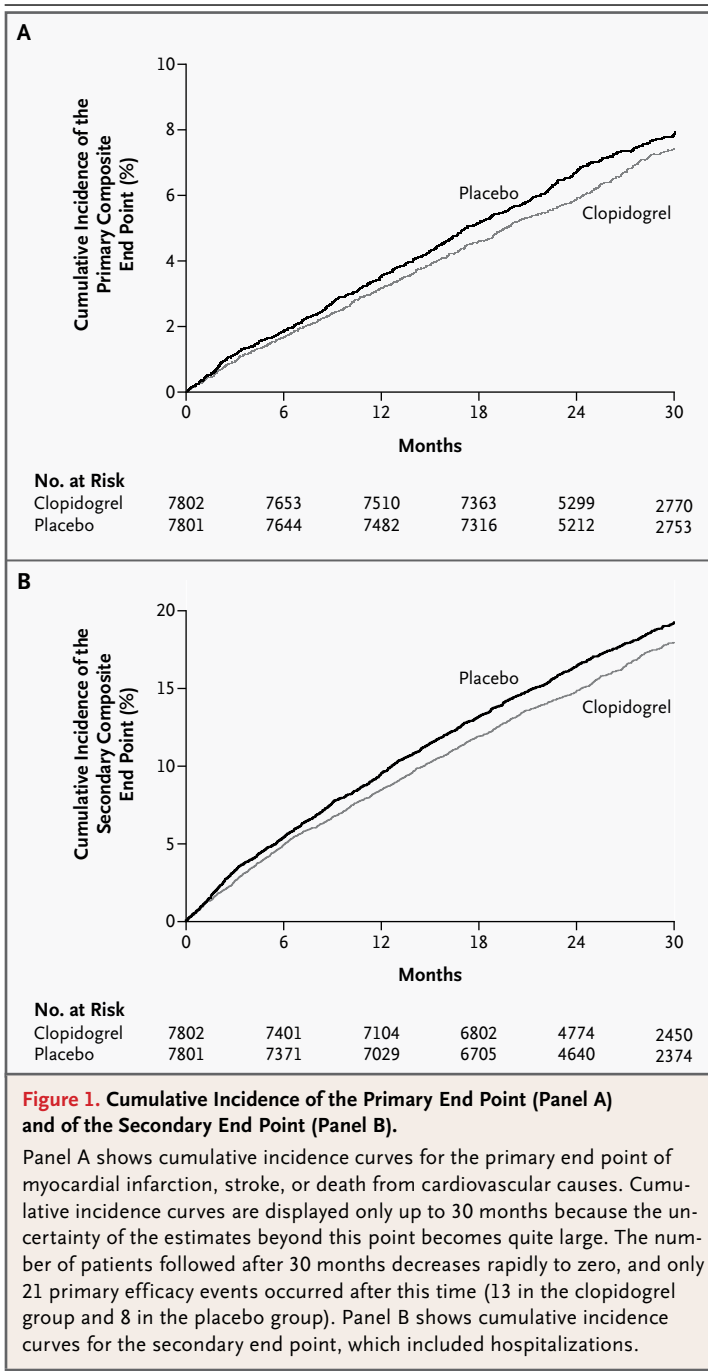 A
Cumulative Incidence of the
Primary Composite
End Point (%)
10
8
6
4
2
0
Placebo
Clopidogrel
0 6 12 18 24 30
Months
No. at Risk
Clopidogrel 7802 7653 7510 7363 5299 2770
Placebo 7801 7644 7482 7316 5212 2753
B
Cumulative Incidence of the
Secondary Composite
End Point (%)
20
15
10
5
0
Placebo
Clopidogrel
0 6 12 18 24 30
Months
No. at Risk
Clopidogrel 7802 7401 7104 6802 4774 2450
Placebo 7801 7371 7029 6705 4640 2374
Figure 1. Cumulative Incidence of the Primary End Point (Panel A)
and of the Secondary End Point (Panel B).
Panel A shows cumulative incidence curves for the primary end point of
myocardial infarction, stroke, or death from cardiovascular causes. Cumu-
lative incidence curves are displayed only up to 30 months because the un-
certainty of the estimates beyond this point becomes quite large. The num-
ber of patients followed after 30 months decreases rapidly to zero, and only
21 primary efficacy events occurred after this time (13 in the clopidogrel
group and 8 in the placebo group). Panel B shows cumulative incidence
curves for the secondary end point, which included hospitalizations.